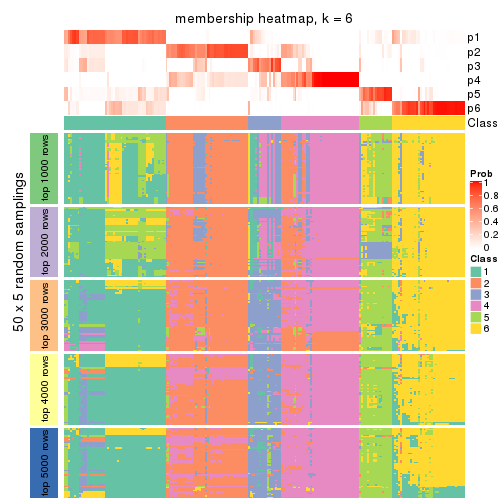 membership heatmap, k = 6
p1
p2
p3
p4
p5
p6
Class
50 x 5 random samplings
top 1000 rows
top 2000 rows
top 3000 rows
top 4000 rows
top 5000 rows
Prob
1
0.8
0.6
0.4
0.2
0
Class
1
2
3
4
5
6